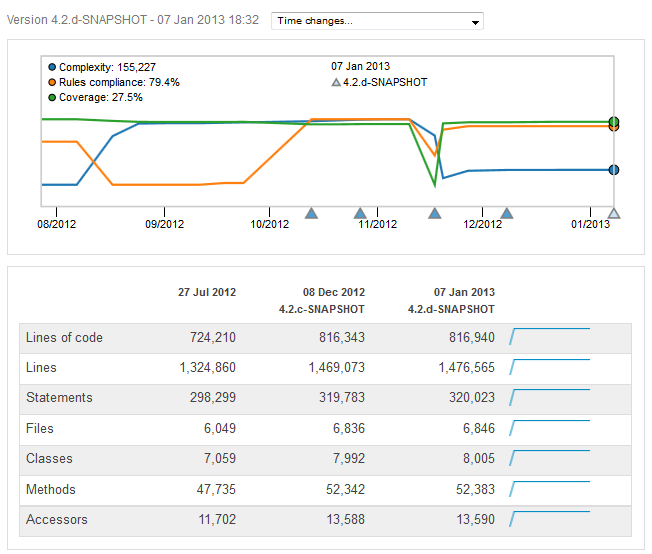 Version 4.2.d-SNAPSHOT - 07 Jan 2013 18:32 Time changes...
Complexity: 155,227 07 Jan 2013
Rules compliance: 79.4% 4.2.d-SNAPSHOT
Coverage: 27.5%
08/2012 09/2012 10/2012 11/2012 12/2012 01/2013
27 Jul 2012 08 Dec 2012 07 Jan 2013
4.2.c-SNAPSHOT 4.2.d-SNAPSHOT
Lines of code 724,210 816,343 816,940
Lines 1,324,860 1,469,073 1,476,565
Statements 298,299 319,783 320,023
Files 6,049 6,836 6,846
Classes 7,059 7,992 8,005
Methods 47,735 52,342 52,383
Accessors 11,702 13,588 13,590